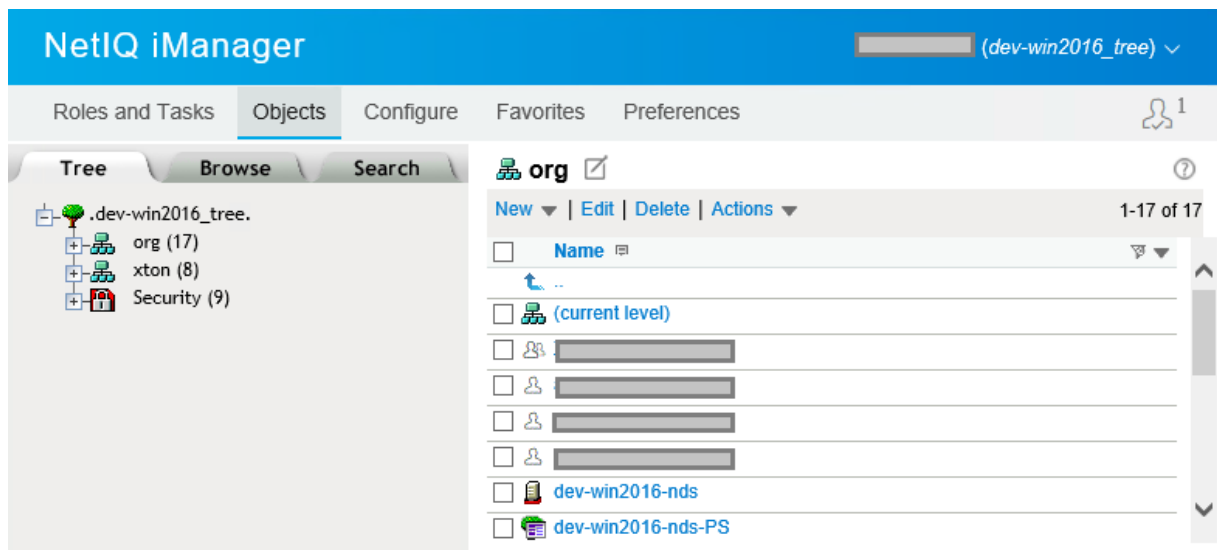 NetIQ iManager
(dev-win2016_tree)
Roles and Tasks Objects Configure Favorites Preferences 1
Tree Browse Search
org
.dev-win2016_tree.
New | Edit | Delete | Actions 1-17 of 17
org (17)
Name
xton (8)
..
Security (9)
(current level)
dev-win2016-nds
dev-win2016-nds-PS